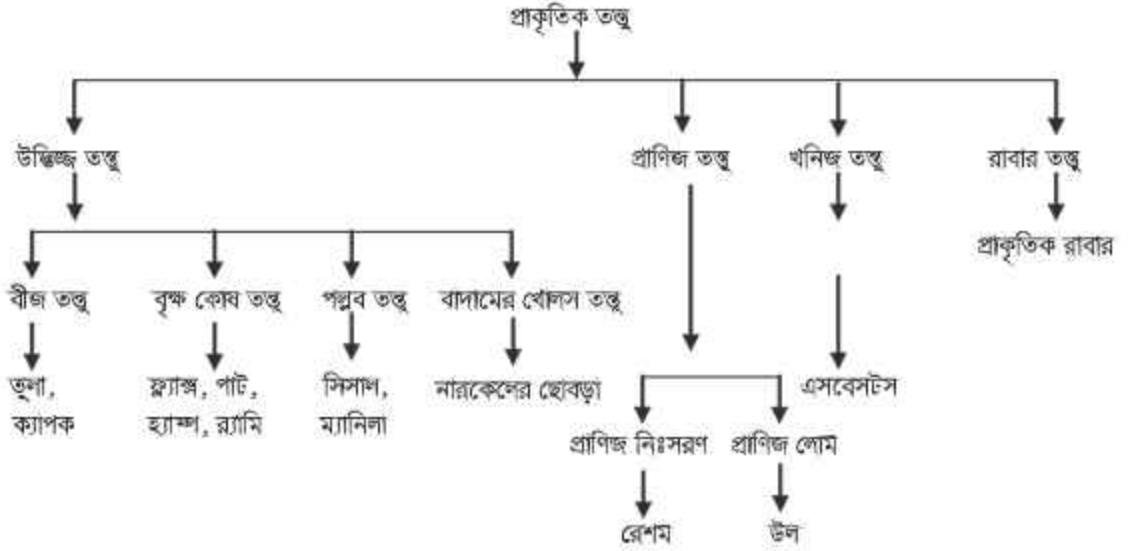 প্রাকৃতিক তন্তু
উদ্ভিজ্জ তন্তু
প্রাণিজ তন্তু
খনিজ তন্তু
রাবার তন্তু
প্রাকৃতিক রাবার
বীজ তন্তু
বৃক্ষ কোষ তন্তু
পল্লব তন্তু
বাদামের খোলস তন্তু
তুলা,
ক্যাপক
ফ্ল্যাক্স, পাট,
হ্যাম্প, র‍্যামি
সিসাল,
ম্যানিলা
নারকেলের ছোবড়া
এসবেসটস
প্রাণিজ নিঃসরণ
প্রাণিজ লোম
রেশম
উল